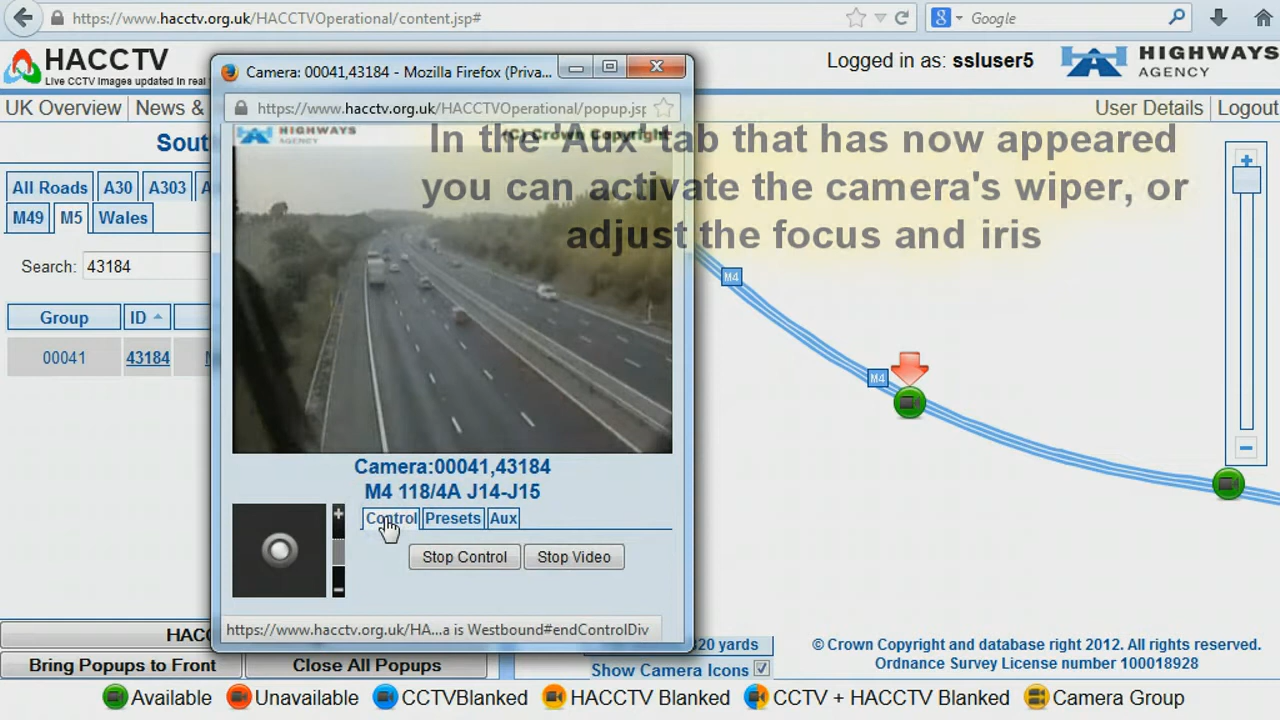 https://www.hacctv.org.uk/HACCTVOperational/content.jsp#
Google
HACCTV
Live CCTV images updated in real
Logged in as: ssluser5
HIGHWAYS
AGENCY
UK Overview
News &
User Details
Logout
Camera: 00041,43184 - Mozilla Firefox (Priva...
https://www.hacctv.org.uk/HACCTVOperational/popup.jsp
HIGHWAYS
AGENCY
(C) Crown Copyright
In the 'Aux' tab that has now appeared
you can activate the camera's wiper, or
adjust the focus and iris
Sout
All Roads
A30
A303
A
M49
M5
Wales
Search: 43184
Group
ID
00041
43184
M4
M4
Camera:00041,43184
M4 118/4A J14-J15
Control
Presets
Aux
Stop Control
Stop Video
https://www.hacctv.org.uk/HA...a is Westbound#endControlDiv
HACC
20 yards
Bring Popups to Front
Close All Popups
Show Camera Icons
© Crown Copyright and database right 2012. All rights reserved.
Ordnance Survey License number 100018928
Available
Unavailable
CCTVBlanked
HACCTV Blanked
CCTV + HACCTV Blanked
Camera Group